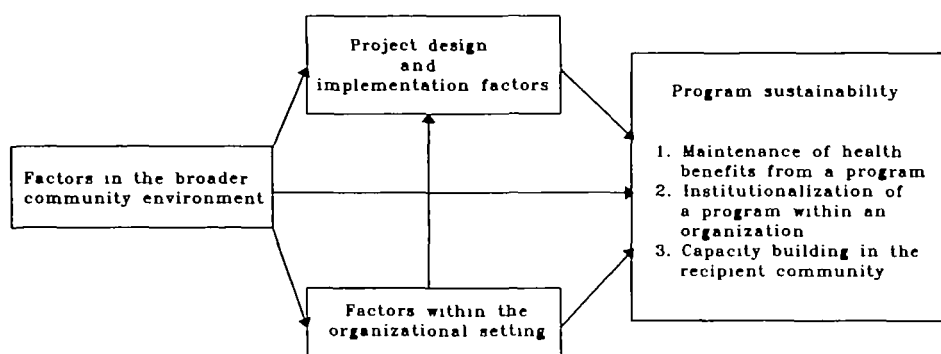 Project design
and
implementation factors
Factors in the broader
community environment
Factors within the
organizational setting
Program sustainability
1. Maintenance of health
benefits from a program
2. Institutionalization of
a program within an
organization
3. Capacity building in the
recipient community